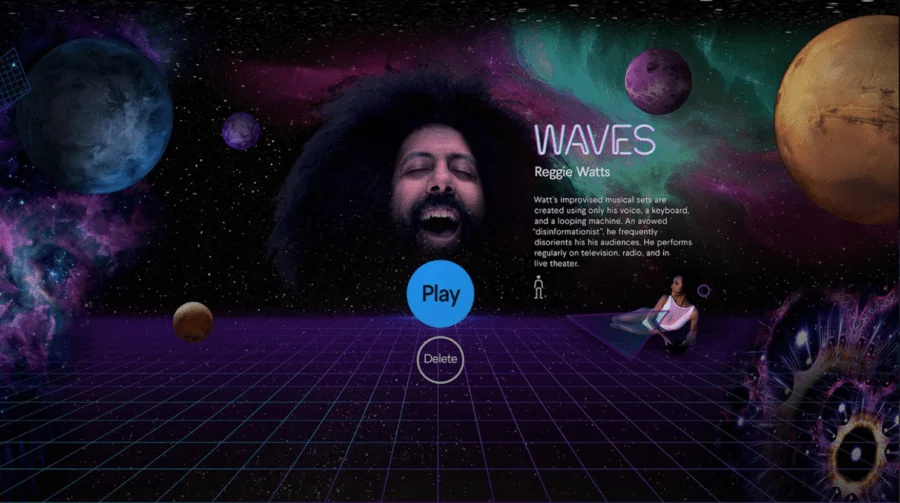 WAVES
Reggie Watts
Watt's improvised musical sets are
created using only his voice, a keyboard,
and a looping machine. An avowed
"disinformationist", he frequently
disorients his his audiences. He performs
regularly on television, radio, and in
live theater.
Play
Delete